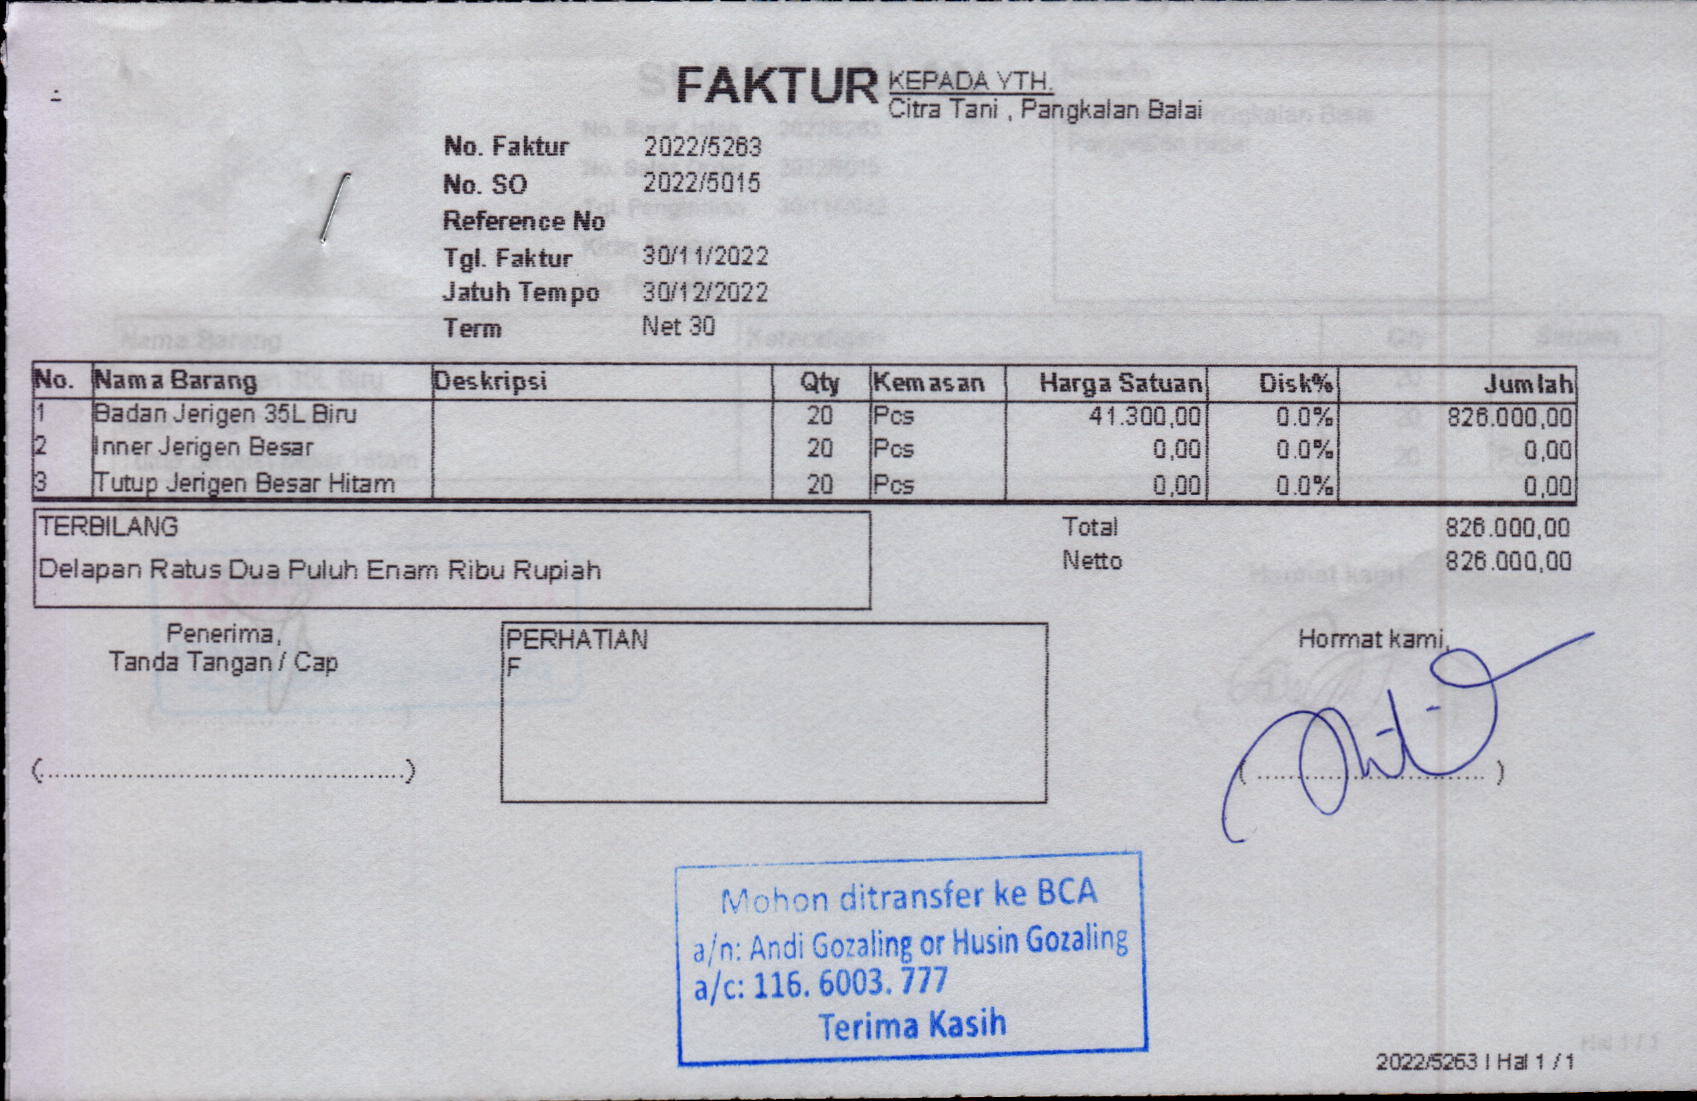 FAKTUR
KEPADA YTH.
Citra Tani , Pangkalan Balai
No. Faktur 2022/5263
No. SO 2022/5015
Reference No
Tgl. Faktur 30/11/2022
Jatuh Tempo 30/12/2022
Term Net 30
No. Nama Barang Deskripsi Qty Kemasan Harga Satuan Disk% Jumlah
1 Badan Jerigen 35L Biru 20 Pcs 41.300,00 0.0% 826.000,00
2 Inner Jerigen Besar 20 Pcs 0,00 0.0% 0,00
3 Tutup Jerigen Besar Hitam 20 Pcs 0,00 0.0% 0,00
TERBILANG
Delapan Ratus Dua Puluh Enam Ribu Rupiah
Total 826.000,00
Netto 826.000,00
Penerima,
Tanda Tangan / Cap
(................................................)
PERHATIAN
F
Hormat kami,
(..............................)
Mohon ditransfer ke BCA
a/n: Andi Gozaling or Husin Gozaling
a/c: 116. 6003. 777
Terima Kasih
2022/5263 | Hal 1 / 1